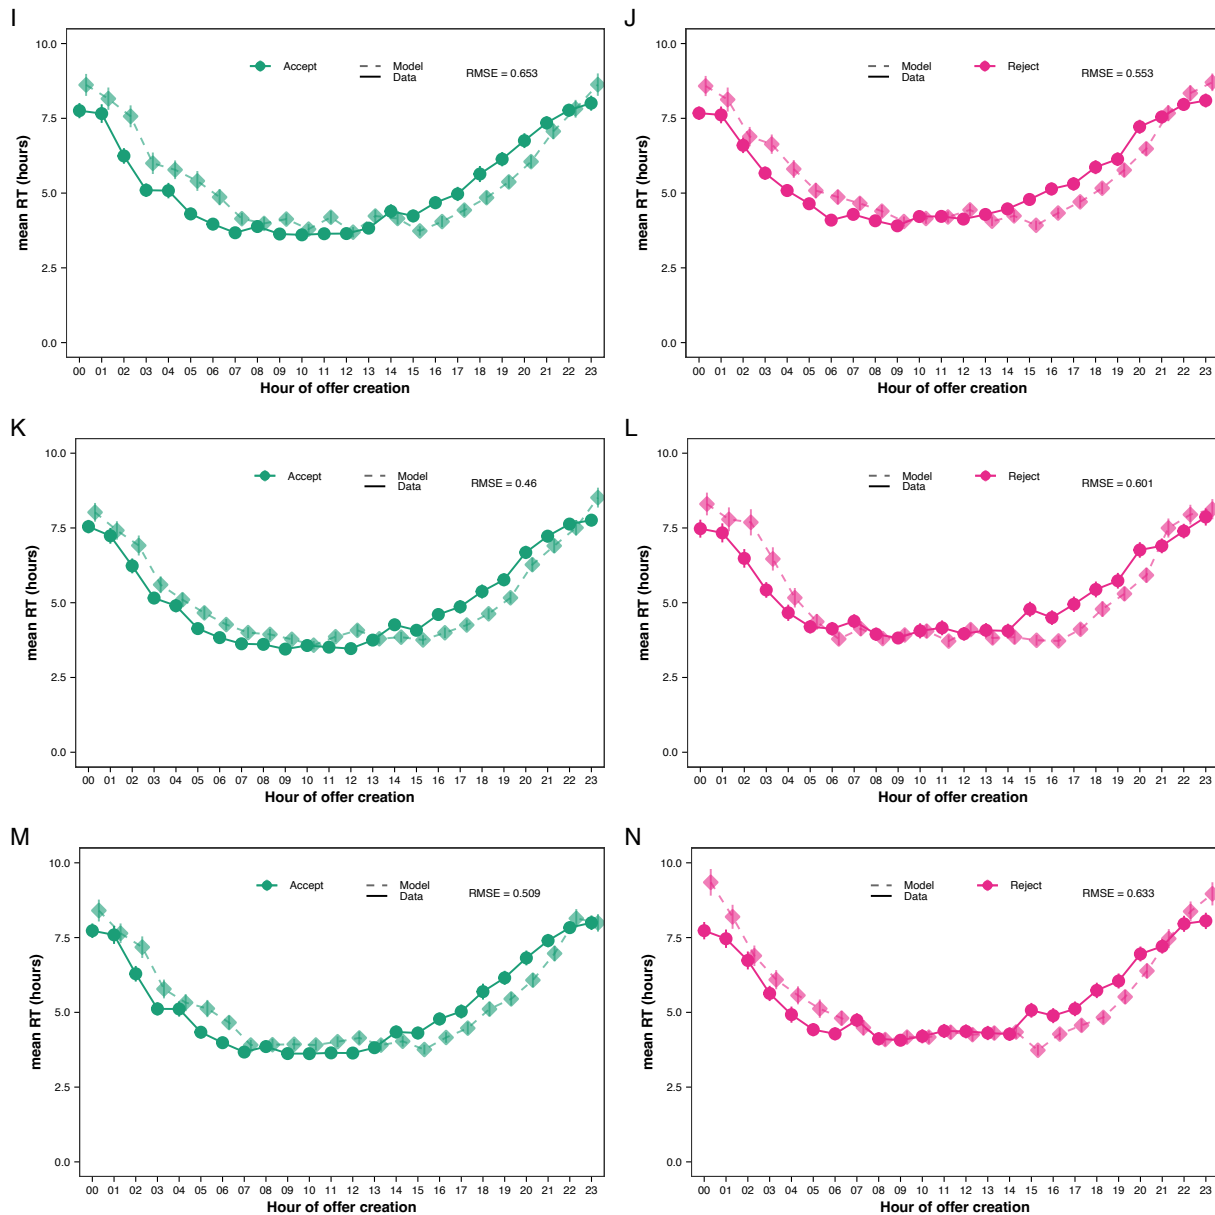 I
Accept
Model
Data
RMSE = 0.653
10.0
7.5
5.0
2.5
0.0
mean RT (hours)
00 01 02 03 04 05 06 07 08 09 10 11 12 13 14 15 16 17 18 19 20 21 22 23
Hour of offer creation
J
Model
Data
Reject
RMSE = 0.553
10.0
7.5
5.0
2.5
0.0
mean RT (hours)
00 01 02 03 04 05 06 07 08 09 10 11 12 13 14 15 16 17 18 19 20 21 22 23
Hour of offer creation
K
Accept
Model
Data
RMSE = 0.46
10.0
7.5
5.0
2.5
0.0
mean RT (hours)
00 01 02 03 04 05 06 07 08 09 10 11 12 13 14 15 16 17 18 19 20 21 22 23
Hour of offer creation
L
Model
Data
Reject
RMSE = 0.601
10.0
7.5
5.0
2.5
0.0
mean RT (hours)
00 01 02 03 04 05 06 07 08 09 10 11 12 13 14 15 16 17 18 19 20 21 22 23
Hour of offer creation
M
Accept
Model
Data
RMSE = 0.509
10.0
7.5
5.0
2.5
0.0
mean RT (hours)
00 01 02 03 04 05 06 07 08 09 10 11 12 13 14 15 16 17 18 19 20 21 22 23
Hour of offer creation
N
Model
Data
Reject
RMSE = 0.633
10.0
7.5
5.0
2.5
0.0
mean RT (hours)
00 01 02 03 04 05 06 07 08 09 10 11 12 13 14 15 16 17 18 19 20 21 22 23
Hour of offer creation